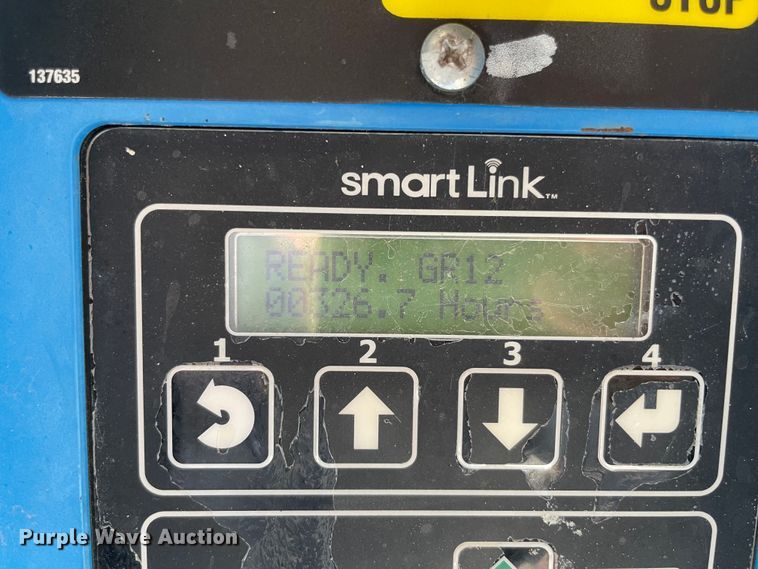 STOP
137635
smart Link™
READY. GR12
00326.7 Hours
1 2 3 4
Purple Wave Auction